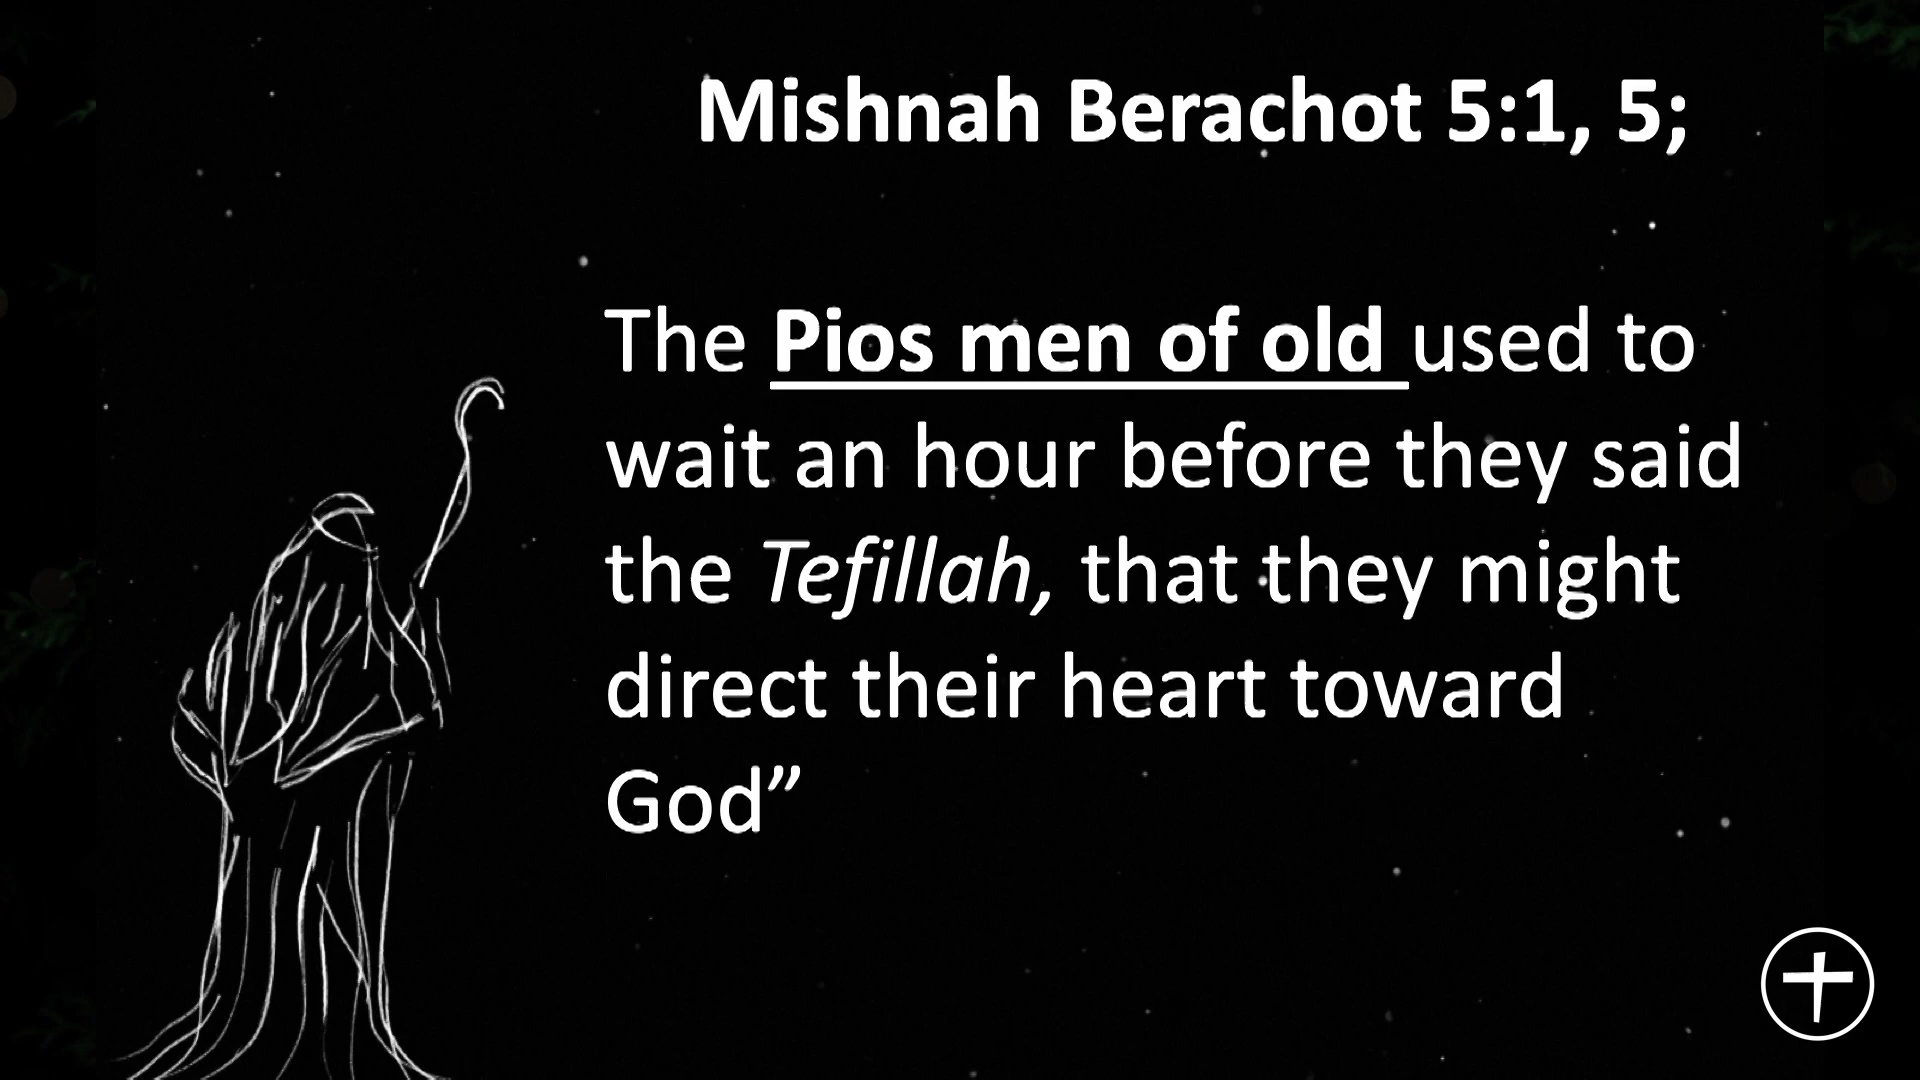 Mishnah Berachot 5:1, 5;
The Pios men of old used to
wait an hour before they said
the Tefillah, that they might
direct their heart toward
God”